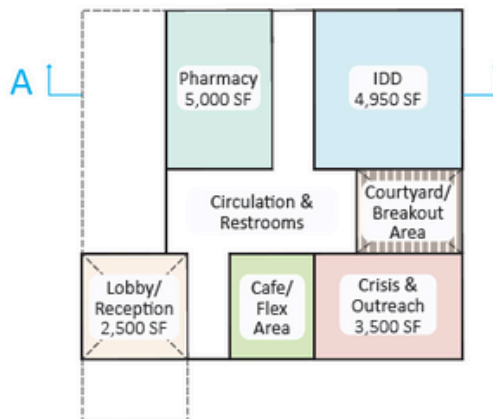 A
Pharmacy
5,000 SF
IDD
4,950 SF
Circulation &
Restrooms
Courtyard/
Breakout
Area
Lobby/
Reception
2,500 SF
Cafe/
Flex
Area
Crisis &
Outreach
3,500 SF